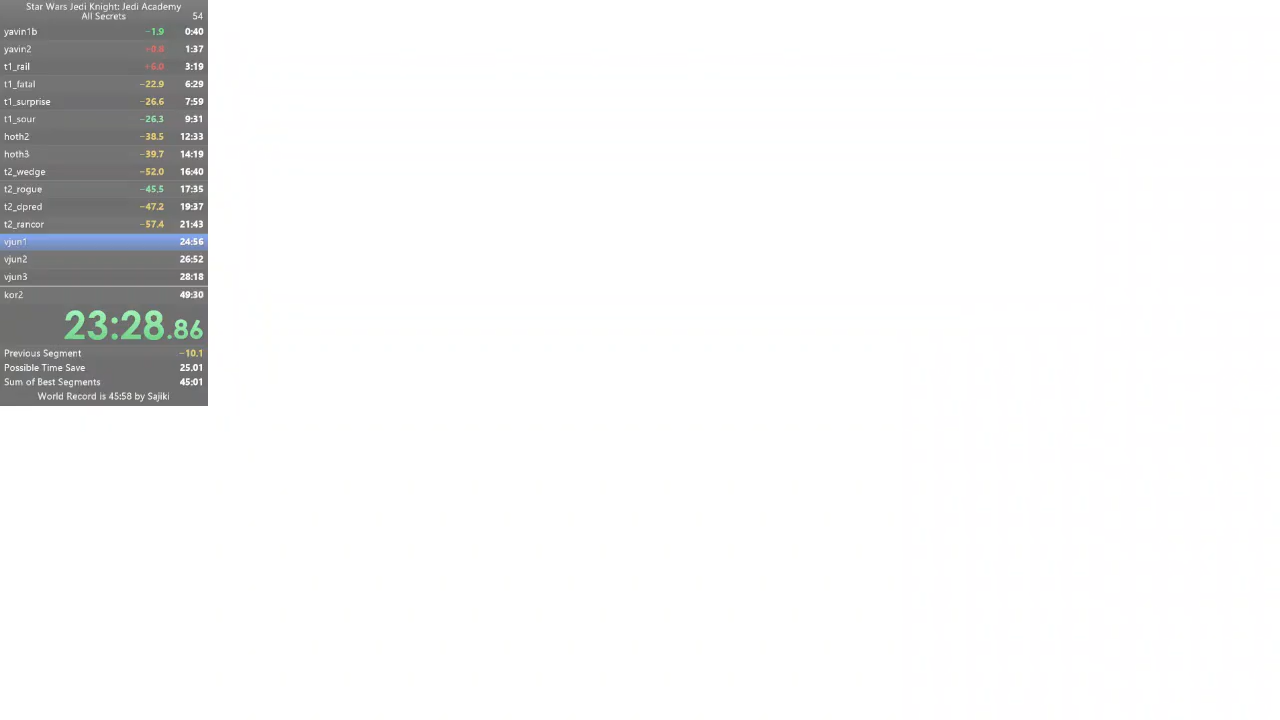 Star Wars Jedi Knight: Jedi Academy
All Secrets 54
yavin1b −1.9 0:40
yavin2 +0.8 1:37
t1_rail +6.0 3:19
t1_fatal −22.9 6:29
t1_surprise −26.6 7:59
t1_sour −26.3 9:31
hoth2 −38.5 12:33
hoth3 −39.7 14:19
t2_wedge −52.0 16:40
t2_rogue −45.5 17:35
t2_dpred −47.2 19:37
t2_rancor −57.4 21:43
vjun1 24:56
vjun2 26:52
vjun3 28:18
kor2 49:30
23:28.86
Previous Segment −10.1
Possible Time Save 25.01
Sum of Best Segments 45:01
World Record is 45:58 by Sajiki